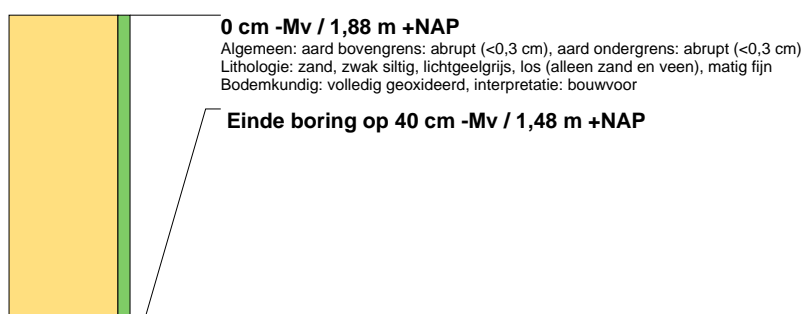 0 cm -Mv / 1,88 m +NAP
Algemeen: aard bovengrens: abrupt (<0,3 cm), aard ondergrens: abrupt (<0,3 cm)
Lithologie: zand, zwak siltig, lichtgeelgrijs, los (alleen zand en veen), matig fijn
Bodemkundig: volledig geoxideerd, interpretatie: bouwvoor
Einde boring op 40 cm -Mv / 1,48 m +NAP